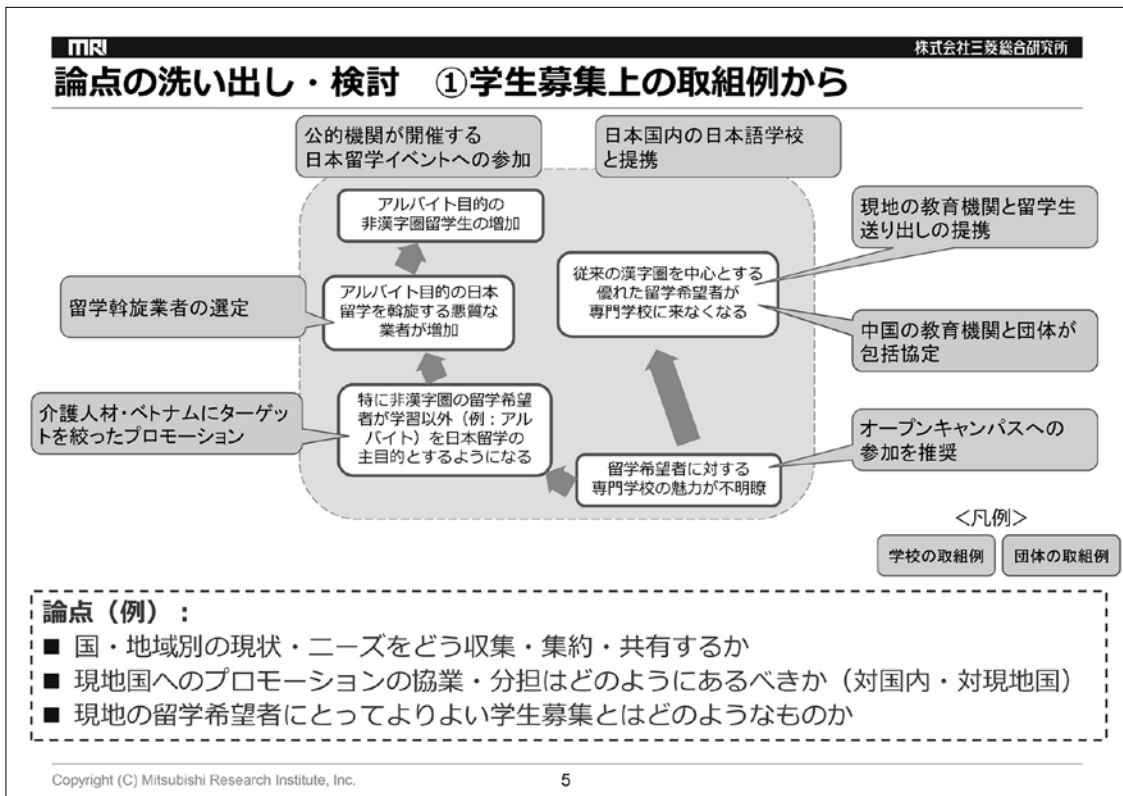 MRI
株式会社三菱総合研究所
論点の洗い出し・検討 ①学生募集上の取組例から
公的機関が開催する
日本留学イベントへの参加
日本国内の日本語学校
と提携
アルバイト目的の
非漢字圏留学生の増加
現地の教育機関と留学生
送り出しの提携
従来の漢字圏を中心とする
優れた留学希望者が
専門学校に来なくなる
留学斡旋業者の選定
アルバイト目的の日本
留学を斡旋する悪質な
業者が増加
中国の教育機関と団体が
包括協定
介護人材・ベトナムにターゲッ
トを絞ったプロモーション
特に非漢字圏の留学希望
者が学習以外（例：アル
バイト）を日本留学の
主目的とするようになる
オープンキャンパスへの
参加を推奨
留学希望者に対する
専門学校の魅力が不明瞭
＜凡例＞
学校の取組例
団体の取組例
論点（例）：
■ 国・地域別の現状・ニーズをどう収集・集約・共有するか
■ 現地国へのプロモーションの協業・分担はどのようにあるべきか（対国内・対現地国）
■ 現地の留学希望者にとってよりよい学生募集とはどのようなものか
Copyright (C) Mitsubishi Research Institute, Inc.
5